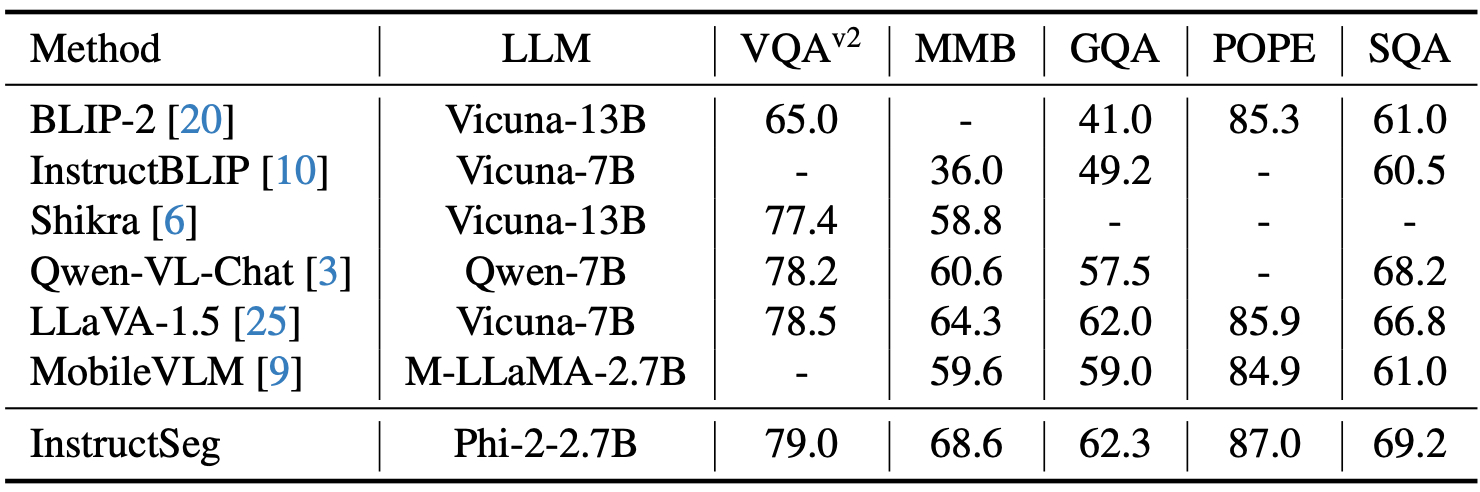 Method LLM VQAv2 MMB GQA POPE SQA
BLIP-2 [20] Vicuna-13B 65.0 - 41.0 85.3 61.0
InstructBLIP [10] Vicuna-7B - 36.0 49.2 - 60.5
Shikra [6] Vicuna-13B 77.4 58.8 - - -
Qwen-VL-Chat [3] Qwen-7B 78.2 60.6 57.5 - 68.2
LLaVA-1.5 [25] Vicuna-7B 78.5 64.3 62.0 85.9 66.8
MobileVLM [9] M-LLaMA-2.7B - 59.6 59.0 84.9 61.0
InstructSeg Phi-2-2.7B 79.0 68.6 62.3 87.0 69.2